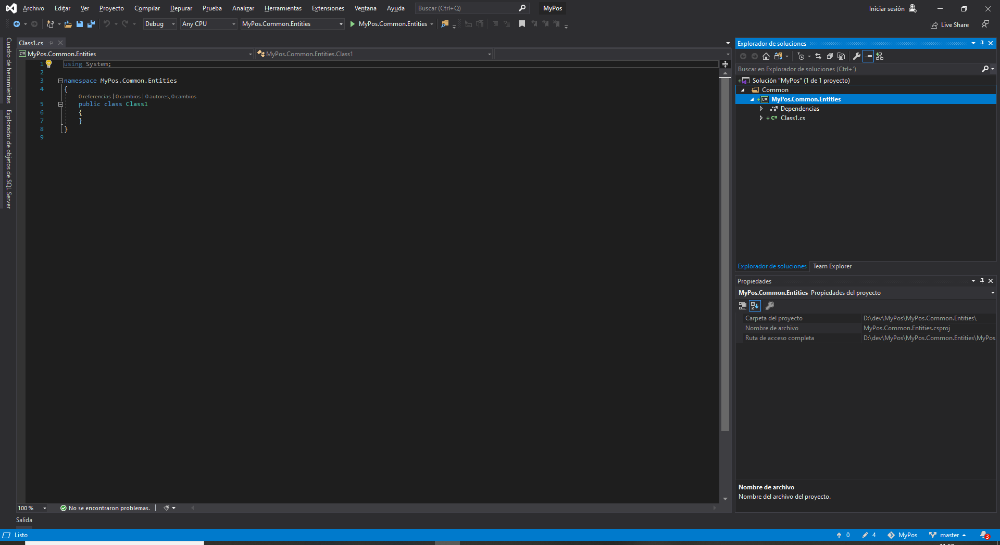 Archivo Editar Ver Proyecto Compilar Depurar Prueba Analizar Herramientas Extensiones Ventana Ayuda Buscar (Ctrl+Q) MyPos Iniciar sesión
Debug Any CPU MyPos.Common.Entities MyPos.Common.Entities Live Share
Cuadro de herramientas
Explorador de objetos de SQL Server
Class1.cs
MyPos.Common.Entities MyPos.Common.Entities.Class1
1 using System;
2
3 namespace MyPos.Common.Entities
4 {
0 referencias | 0 cambios | 0 autores, 0 cambios
5 public class Class1
6 {
7 }
8 }
9
100 % No se encontraron problemas.
Salida
Explorador de soluciones
Buscar en Explorador de soluciones (Ctrl+´)
Solución "MyPos" (1 de 1 proyecto)
Common
MyPos.Common.Entities
Dependencias
Class1.cs
Explorador de soluciones Team Explorer
Propiedades
MyPos.Common.Entities Propiedades del proyecto
Carpeta del proyecto D:\dev\MyPos\MyPos.Common.Entities\
Nombre de archivo MyPos.Common.Entities.csproj
Ruta de acceso completa D:\dev\MyPos\MyPos.Common.Entities\MyPos
Nombre de archivo
Nombre del archivo del proyecto.
Listo 0 4 MyPos master 3